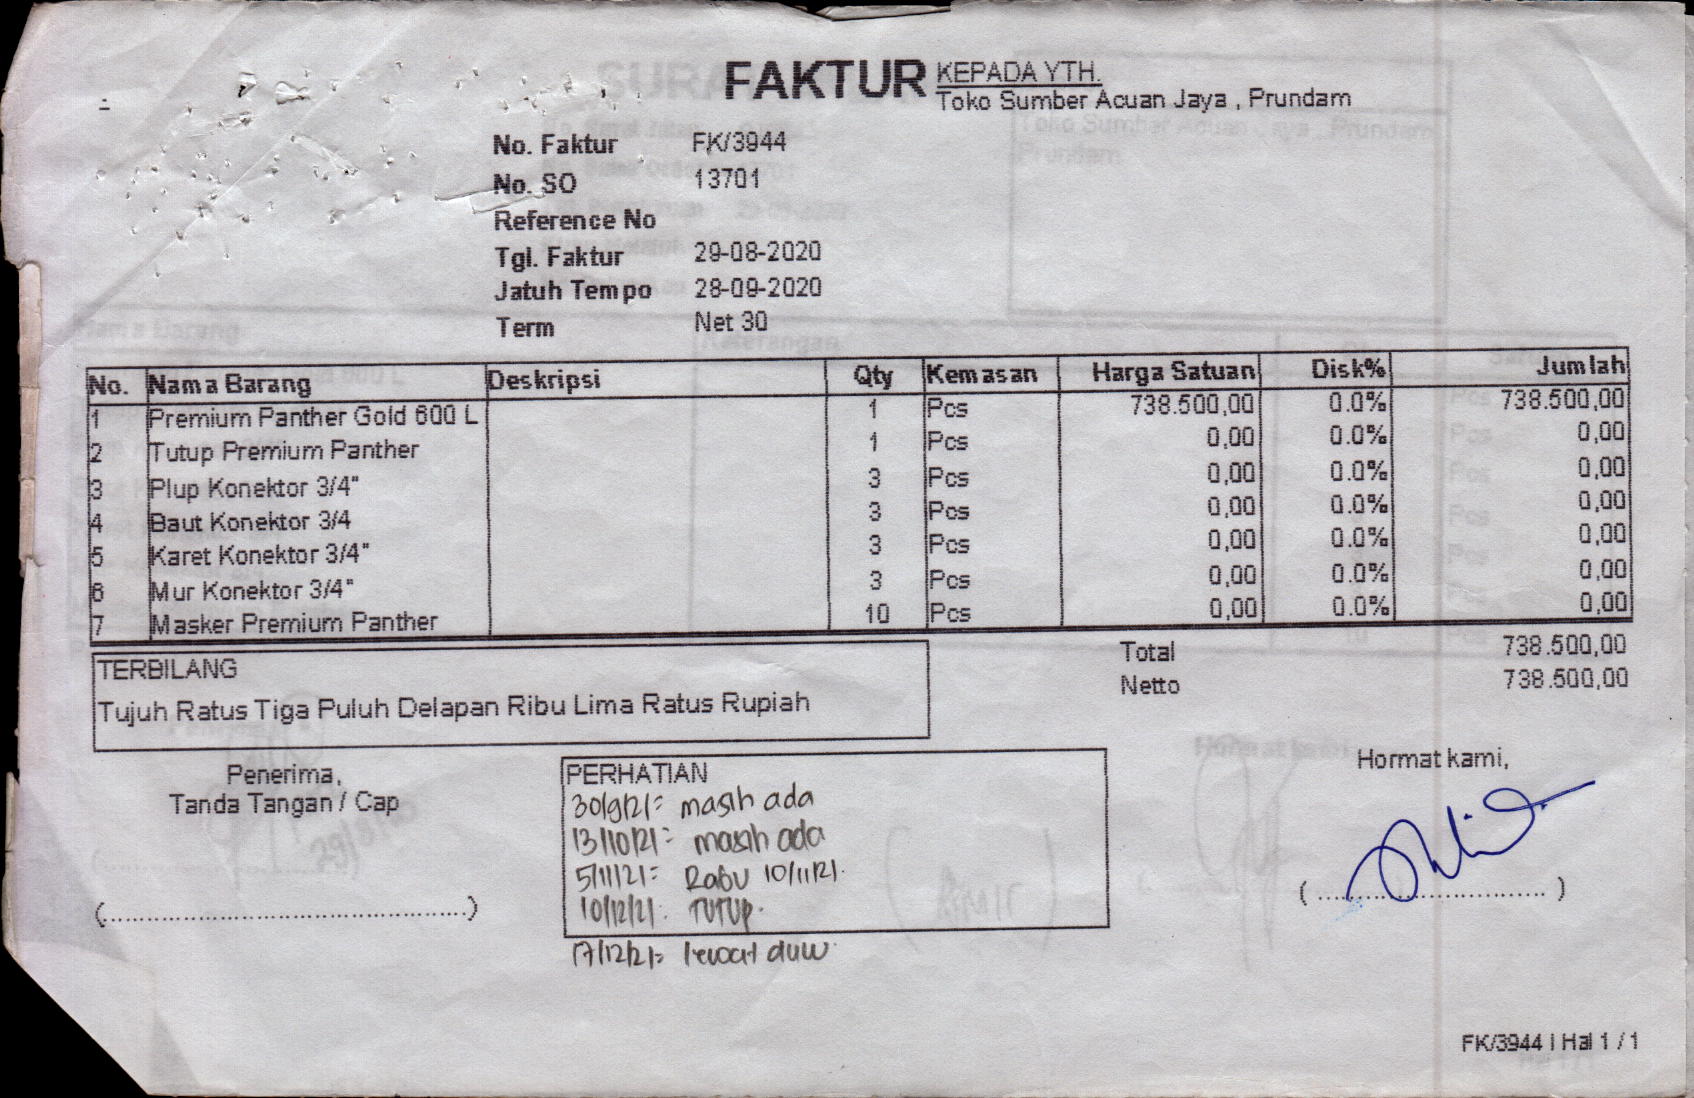 FAKTUR
KEPADA YTH.
Toko Sumber Acuan Jaya , Prundam
No. Faktur FK/3944
No. SO 13701
Reference No
Tgl. Faktur 29-08-2020
Jatuh Tempo 28-09-2020
Term Net 30
No. Nama Barang Deskripsi Qty Kemasan Harga Satuan Disk% Jumlah
1 Premium Panther Gold 600 L 1 Pcs 738.500,00 0.0% 738.500,00
2 Tutup Premium Panther 1 Pcs 0,00 0.0% 0,00
3 Plup Konektor 3/4" 3 Pcs 0,00 0.0% 0,00
4 Baut Konektor 3/4 3 Pcs 0,00 0.0% 0,00
5 Karet Konektor 3/4" 3 Pcs 0,00 0.0% 0,00
6 Mur Konektor 3/4" 3 Pcs 0,00 0.0% 0,00
7 Masker Premium Panther 10 Pcs 0,00 0.0% 0,00
Total 738.500,00
Netto 738.500,00
TERBILANG
Tujuh Ratus Tiga Puluh Delapan Ribu Lima Ratus Rupiah
Penerima,
Tanda Tangan / Cap
(................................................)
PERHATIAN
30/9/21: masih ada
13/10/21: masih ada
5/11/21: Rabu 10/11/21.
10/12/21: TUTUP.
17/12/21: lewat
Hormat kami,
(................................)
FK/3944 | Hal 1 / 1